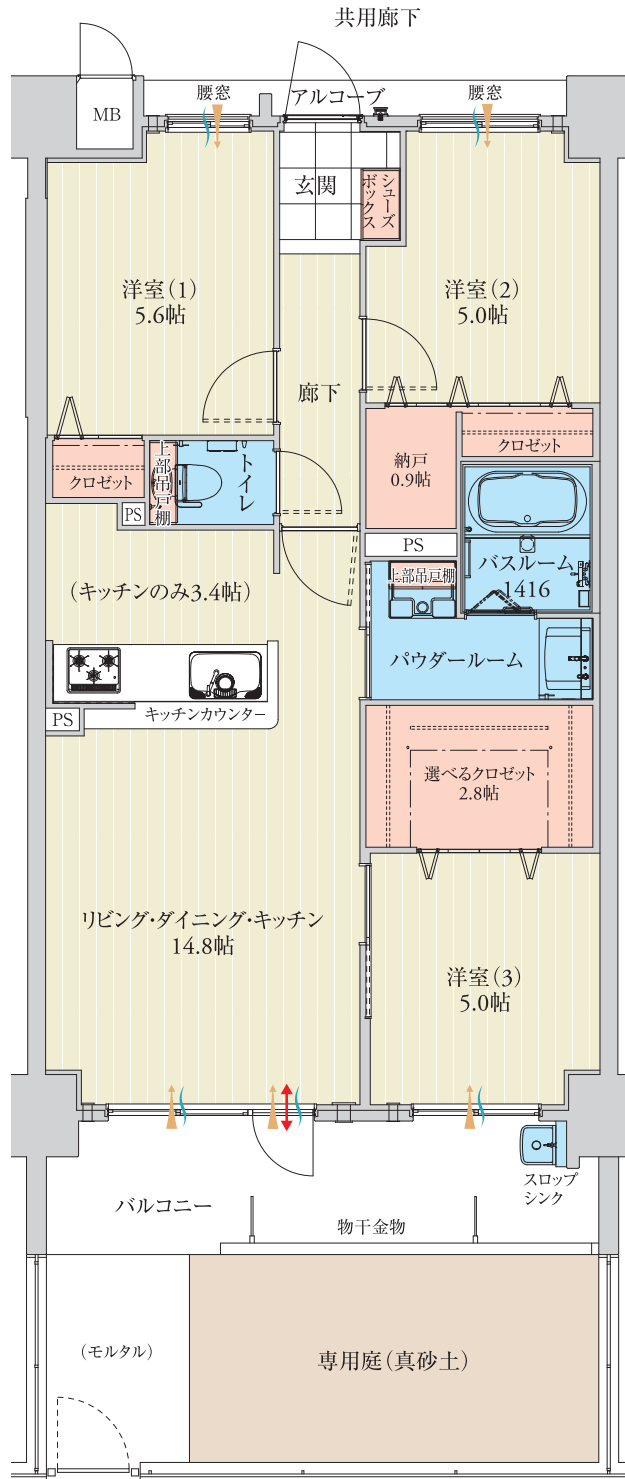 共用廊下
MB
腰窓
アルコーブ
腰窓
玄関
シューズ
ボックス
洋室(1)
5.6帖
洋室(2)
5.0帖
廊下
クロゼット
上部吊戸棚
トイレ
納戸
0.9帖
クロゼット
PS
PS
(キッチンのみ3.4帖)
上部吊戸棚
バスルーム
1416
パウダールーム
PS
キッチンカウンター
選べるクロゼット
2.8帖
リビング・ダイニング・キッチン
14.8帖
洋室(3)
5.0帖
スロップ
シンク
バルコニー
物干金物
(モルタル)
専用庭(真砂土)